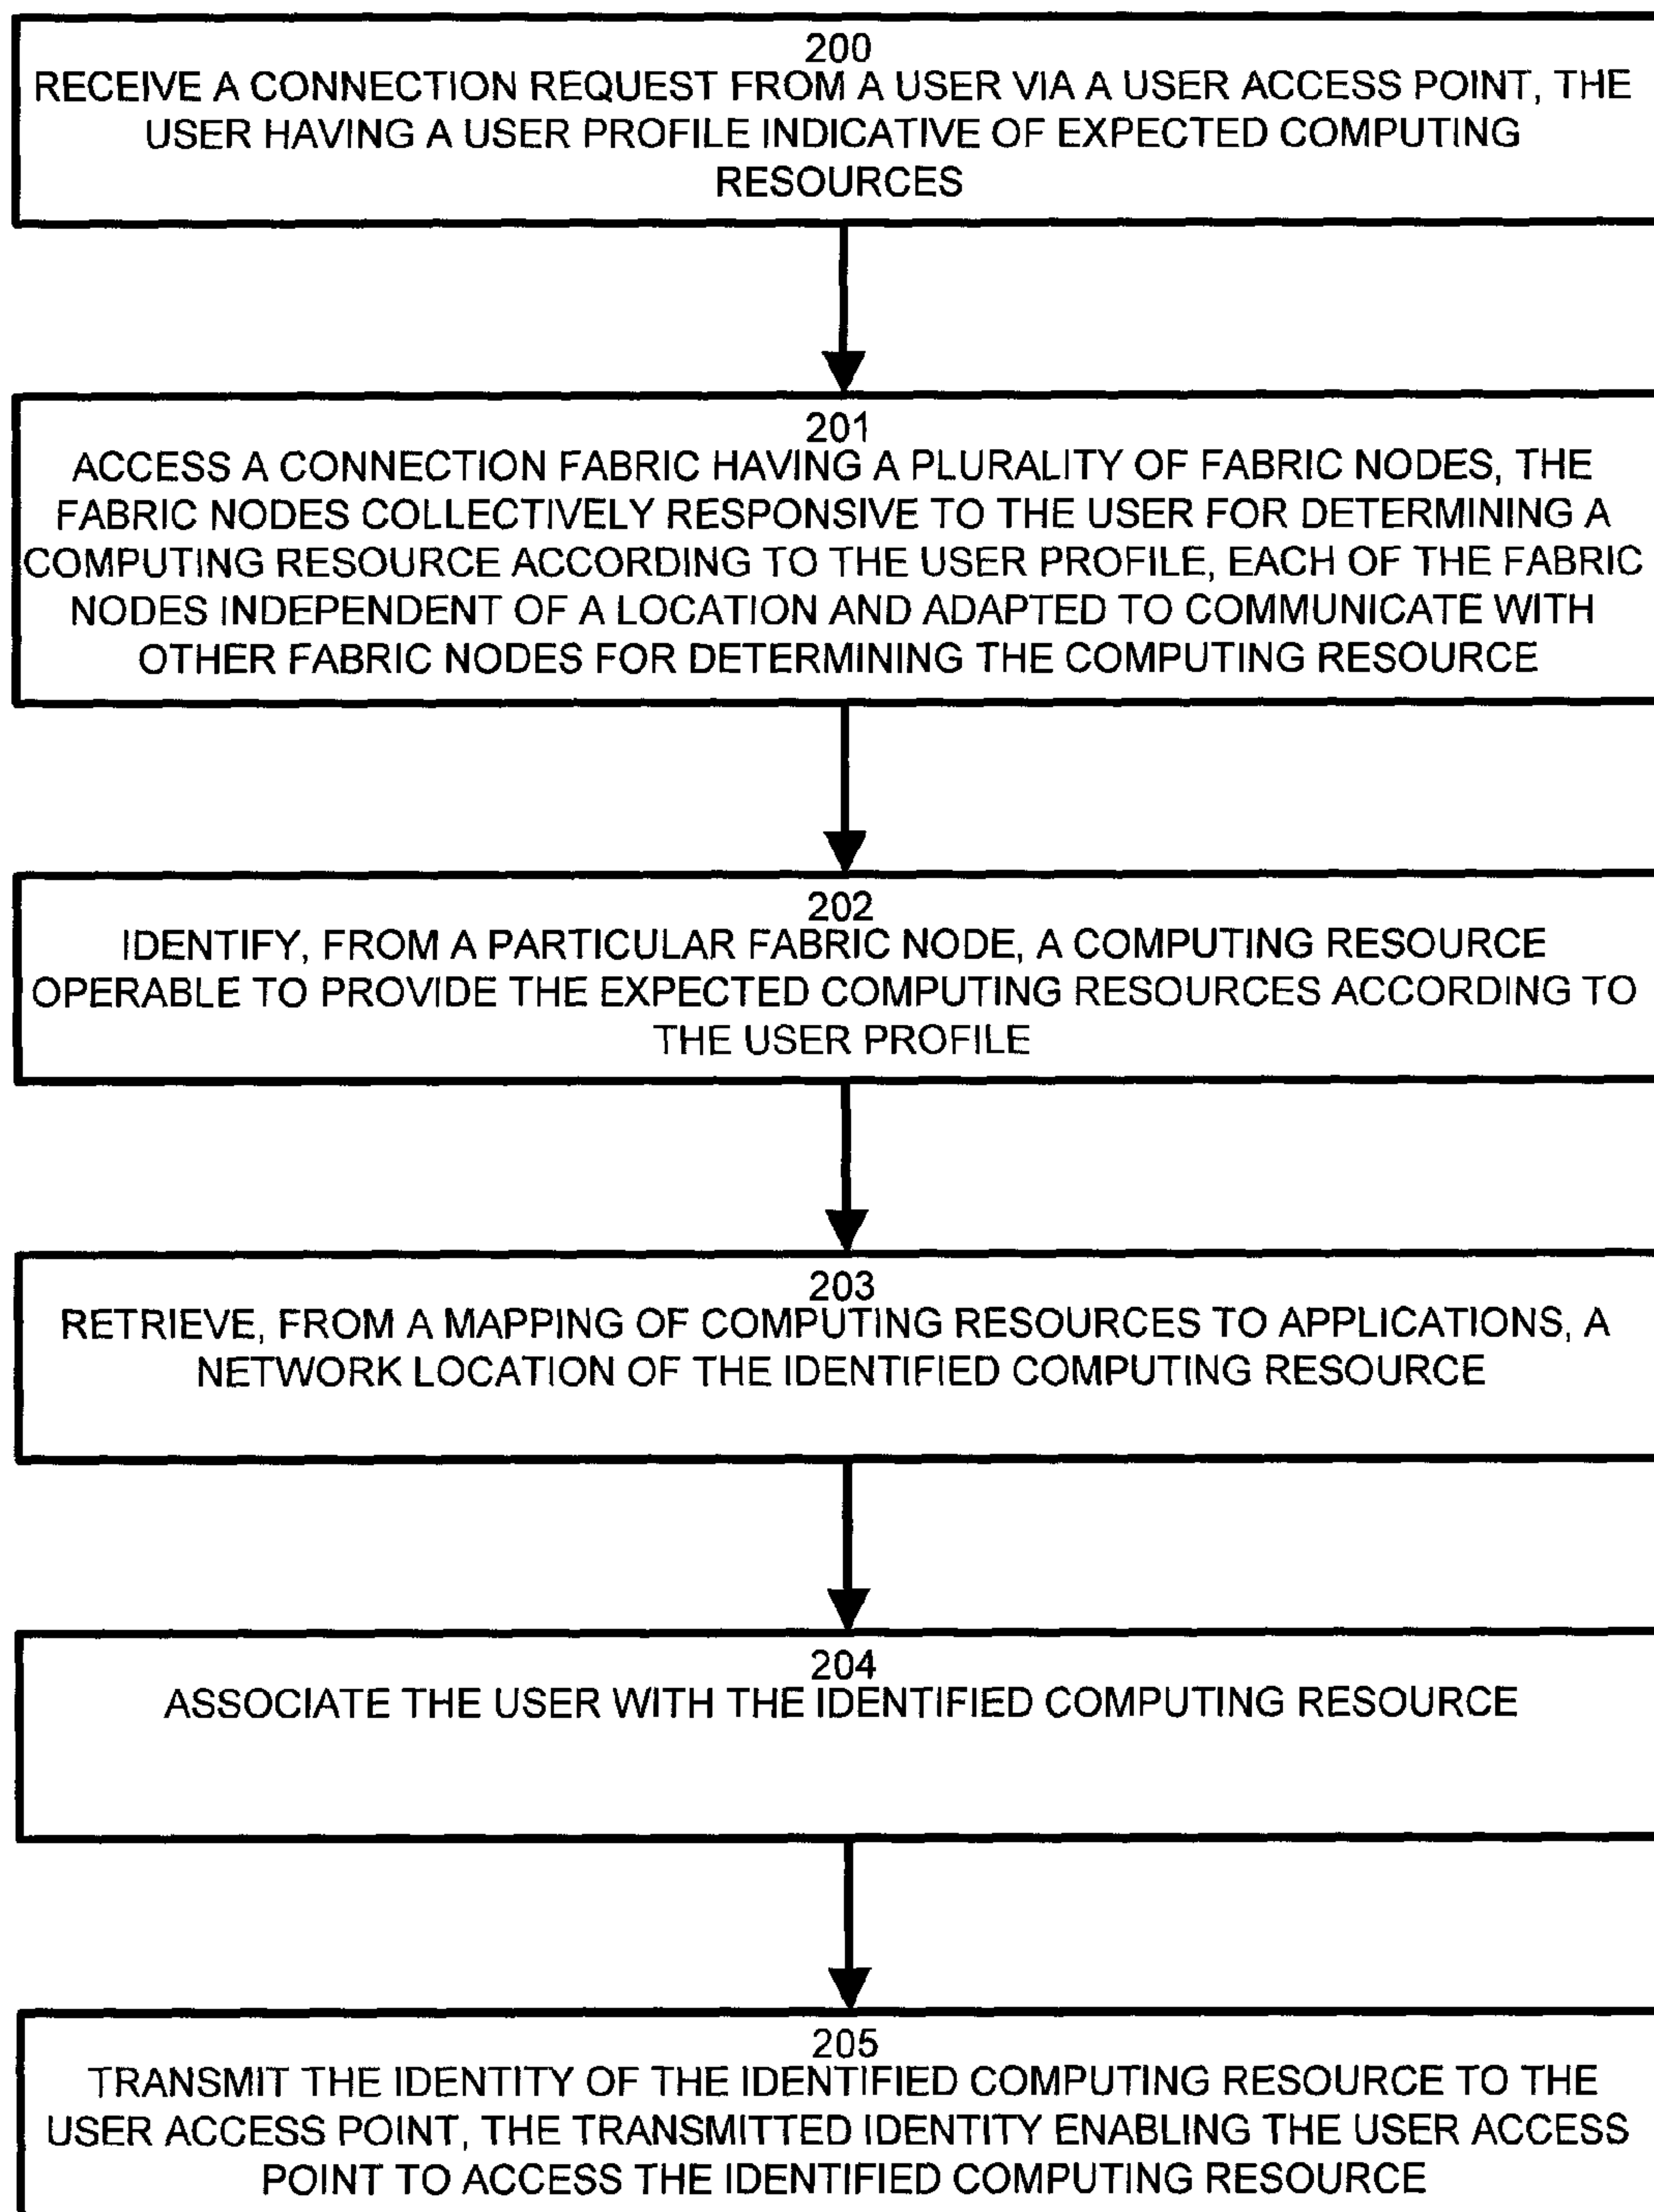 200
RECEIVE A CONNECTION REQUEST FROM A USER VIA A USER ACCESS POINT, THE
USER HAVING A USER PROFILE INDICATIVE OF EXPECTED COMPUTING
RESOURCES
201
ACCESS A CONNECTION FABRIC HAVING A PLURALITY OF FABRIC NODES, THE
FABRIC NODES COLLECTIVELY RESPONSIVE TO THE USER FOR DETERMINING A
COMPUTING RESOURCE ACCORDING TO THE USER PROFILE, EACH OF THE FABRIC
NODES INDEPENDENT OF A LOCATION AND ADAPTED TO COMMUNICATE WITH
OTHER FABRIC NODES FOR DETERMINING THE COMPUTING RESOURCE
202
IDENTIFY, FROM A PARTICULAR FABRIC NODE, A COMPUTING RESOURCE
OPERABLE TO PROVIDE THE EXPECTED COMPUTING RESOURCES ACCORDING TO
THE USER PROFILE
203
RETRIEVE, FROM A MAPPING OF COMPUTING RESOURCES TO APPLICATIONS, A
NETWORK LOCATION OF THE IDENTIFIED COMPUTING RESOURCE
204
ASSOCIATE THE USER WITH THE IDENTIFIED COMPUTING RESOURCE
205
TRANSMIT THE IDENTITY OF THE IDENTIFIED COMPUTING RESOURCE TO THE
USER ACCESS POINT, THE TRANSMITTED IDENTITY ENABLING THE USER ACCESS
POINT TO ACCESS THE IDENTIFIED COMPUTING RESOURCE